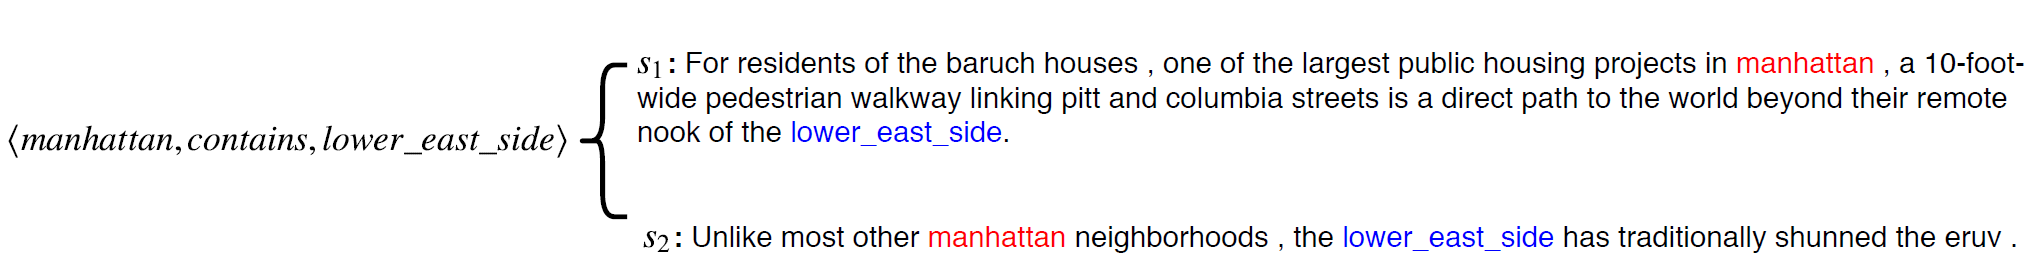 s1: For residents of the baruch houses , one of the largest public housing projects in manhattan , a 10-foot-
wide pedestrian walkway linking pitt and columbia streets is a direct path to the world beyond their remote
nook of the lower_east_side.
⟨manhattan, contains, lower_east_side⟩
s2: Unlike most other manhattan neighborhoods , the lower_east_side has traditionally shunned the eruv .